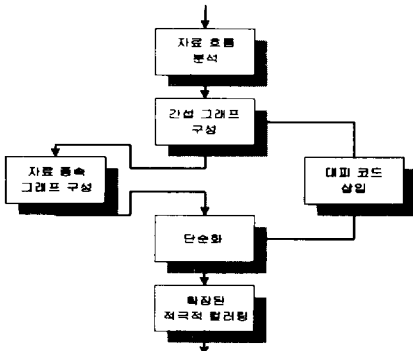 자료 흐름
분석
간섭 그래프
구성
자료 종속
그래프 구성
대피 코드
삽입
단순화
확장된
적극적 컬러링